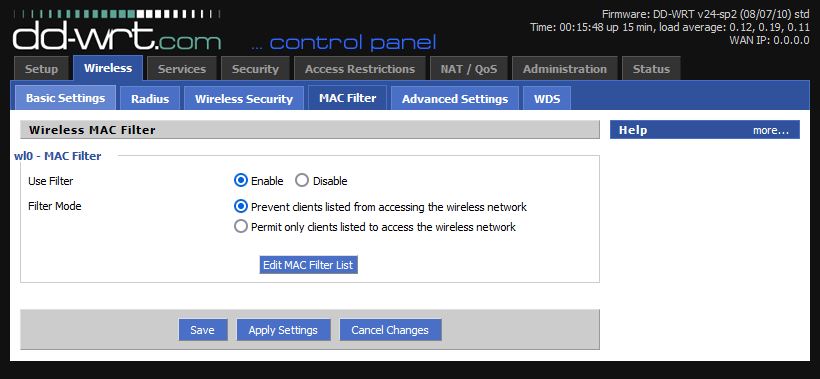 Firmware: DD-WRT v24-sp2 (08/07/10) std
Time: 00:15:48 up 15 min, load average: 0.12, 0.19, 0.11
WAN IP: 0.0.0.0
dd-wrt.com ... control panel
Setup Wireless Services Security Access Restrictions NAT / QoS Administration Status
Basic Settings Radius Wireless Security MAC Filter Advanced Settings WDS
Wireless MAC Filter
Help more...
wl0 - MAC Filter
Use Filter Enable Disable
Filter Mode Prevent clients listed from accessing the wireless network
Permit only clients listed to access the wireless network
Edit MAC Filter List
Save Apply Settings Cancel Changes